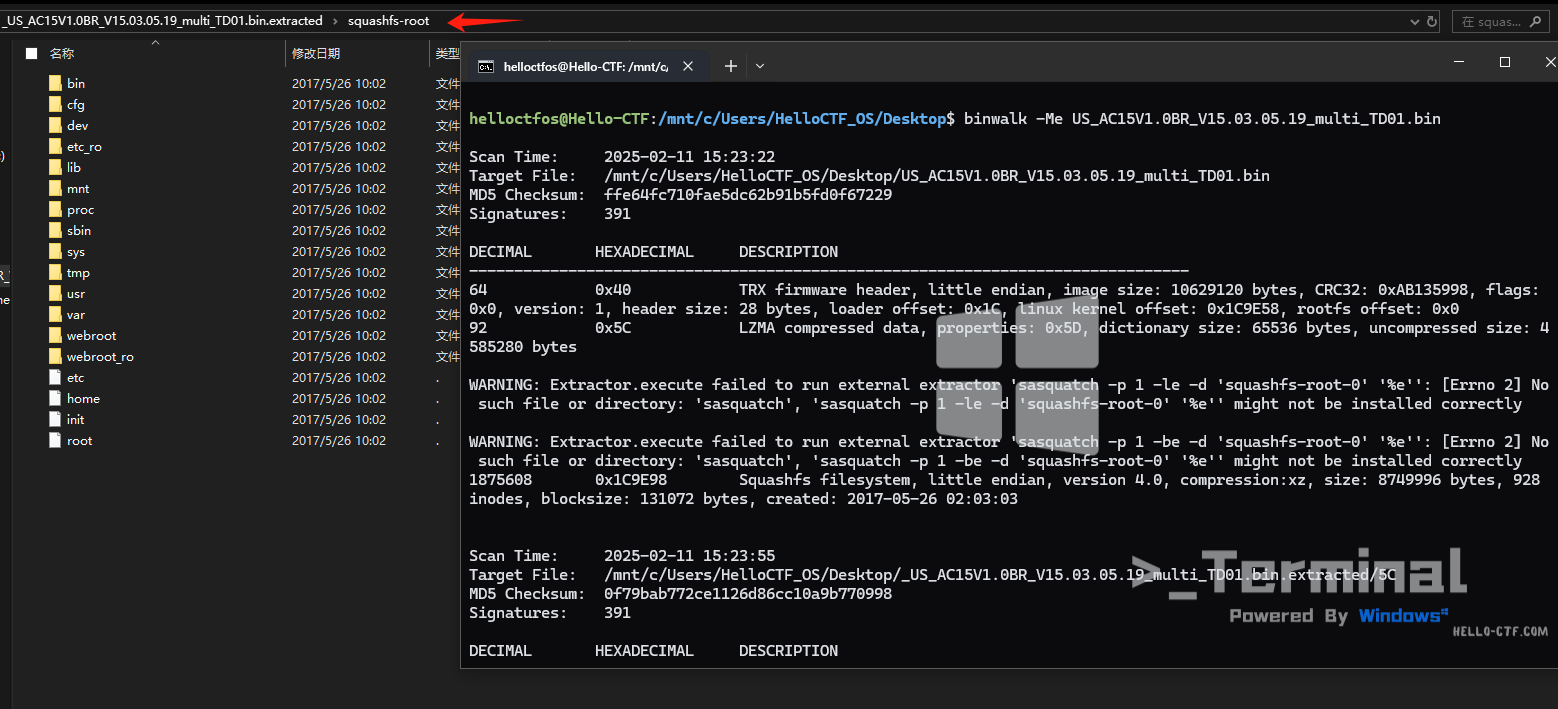 _US_AC15V1.0BR_V15.03.05.19_multi_TD01.bin.extracted › squashfs-root
在 squas...
名称 修改日期 类型
bin 2017/5/26 10:02 文件
cfg 2017/5/26 10:02 文件
dev 2017/5/26 10:02 文件
etc_ro 2017/5/26 10:02 文件
lib 2017/5/26 10:02 文件
mnt 2017/5/26 10:02 文件
proc 2017/5/26 10:02 文件
sbin 2017/5/26 10:02 文件
sys 2017/5/26 10:02 文件
tmp 2017/5/26 10:02 文件
usr 2017/5/26 10:02 文件
var 2017/5/26 10:02 文件
webroot 2017/5/26 10:02 文件
webroot_ro 2017/5/26 10:02 文件
etc 2017/5/26 10:02 .
home 2017/5/26 10:02 .
init 2017/5/26 10:02 .
root 2017/5/26 10:02 .
helloctfos@Hello-CTF: /mnt/c/
helloctfos@Hello-CTF:/mnt/c/Users/HelloCTF_OS/Desktop$ binwalk -Me US_AC15V1.0BR_V15.03.05.19_multi_TD01.bin
Scan Time: 2025-02-11 15:23:22
Target File: /mnt/c/Users/HelloCTF_OS/Desktop/US_AC15V1.0BR_V15.03.05.19_multi_TD01.bin
MD5 Checksum: ffe64fc710fae5dc62b91b5fd0f67229
Signatures: 391
DECIMAL HEXADECIMAL DESCRIPTION
--------------------------------------------------------------------------------
64 0x40 TRX firmware header, little endian, image size: 10629120 bytes, CRC32: 0xAB135998, flags:
0x0, version: 1, header size: 28 bytes, loader offset: 0x1C, linux kernel offset: 0x1C9E58, rootfs offset: 0x0
92 0x5C LZMA compressed data, properties: 0x5D, dictionary size: 65536 bytes, uncompressed size: 4
585280 bytes
WARNING: Extractor.execute failed to run external extractor 'sasquatch -p 1 -le -d 'squashfs-root-0' '%e'': [Errno 2] No
such file or directory: 'sasquatch', 'sasquatch -p 1 -le -d 'squashfs-root-0' '%e'' might not be installed correctly
WARNING: Extractor.execute failed to run external extractor 'sasquatch -p 1 -be -d 'squashfs-root-0' '%e'': [Errno 2] No
such file or directory: 'sasquatch', 'sasquatch -p 1 -be -d 'squashfs-root-0' '%e'' might not be installed correctly
1875608 0x1C9E98 Squashfs filesystem, little endian, version 4.0, compression:xz, size: 8749996 bytes, 928
inodes, blocksize: 131072 bytes, created: 2017-05-26 02:03:03
Scan Time: 2025-02-11 15:23:55
Target File: /mnt/c/Users/HelloCTF_OS/Desktop/_US_AC15V1.0BR_V15.03.05.19_multi_TD01.bin.extracted/5C
MD5 Checksum: 0f79bab772ce1126d86cc10a9b770998
Signatures: 391
DECIMAL HEXADECIMAL DESCRIPTION
>_Terminal
Powered By Windows
HELLO-CTF.COM